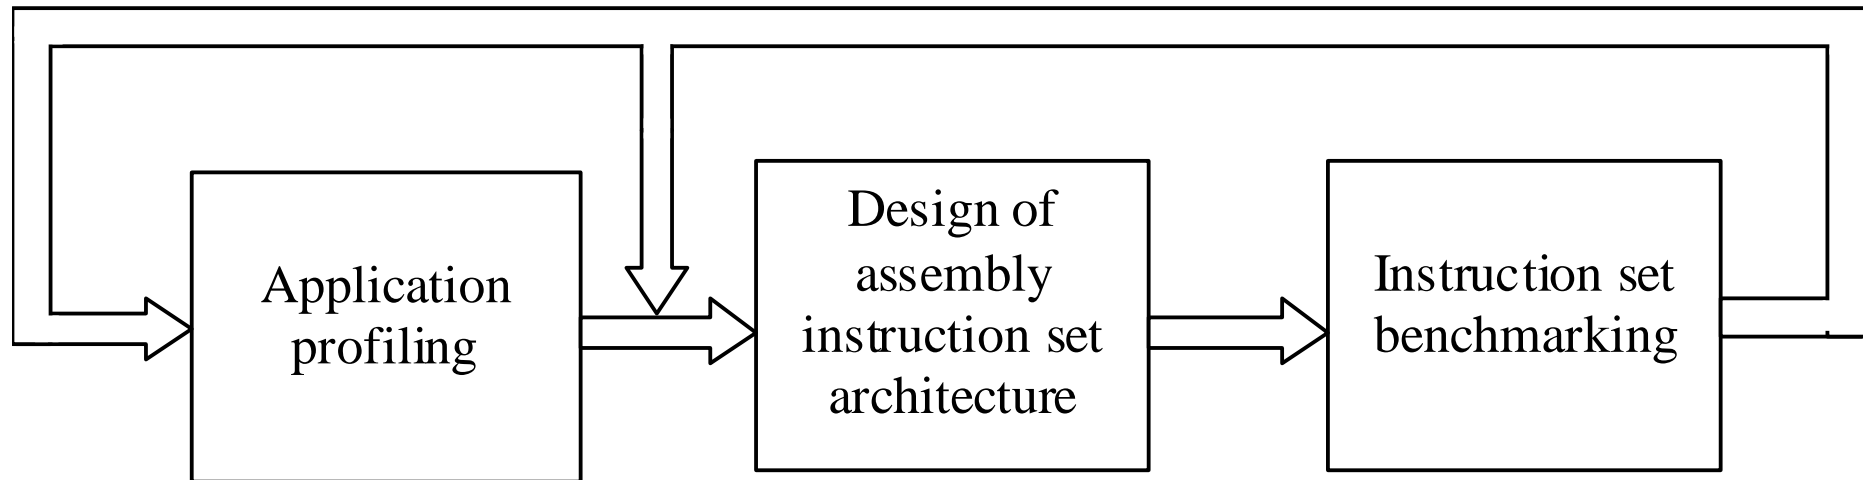 Application
profiling
Design of
assembly
instruction set
architecture
Instruction set
benchmarking